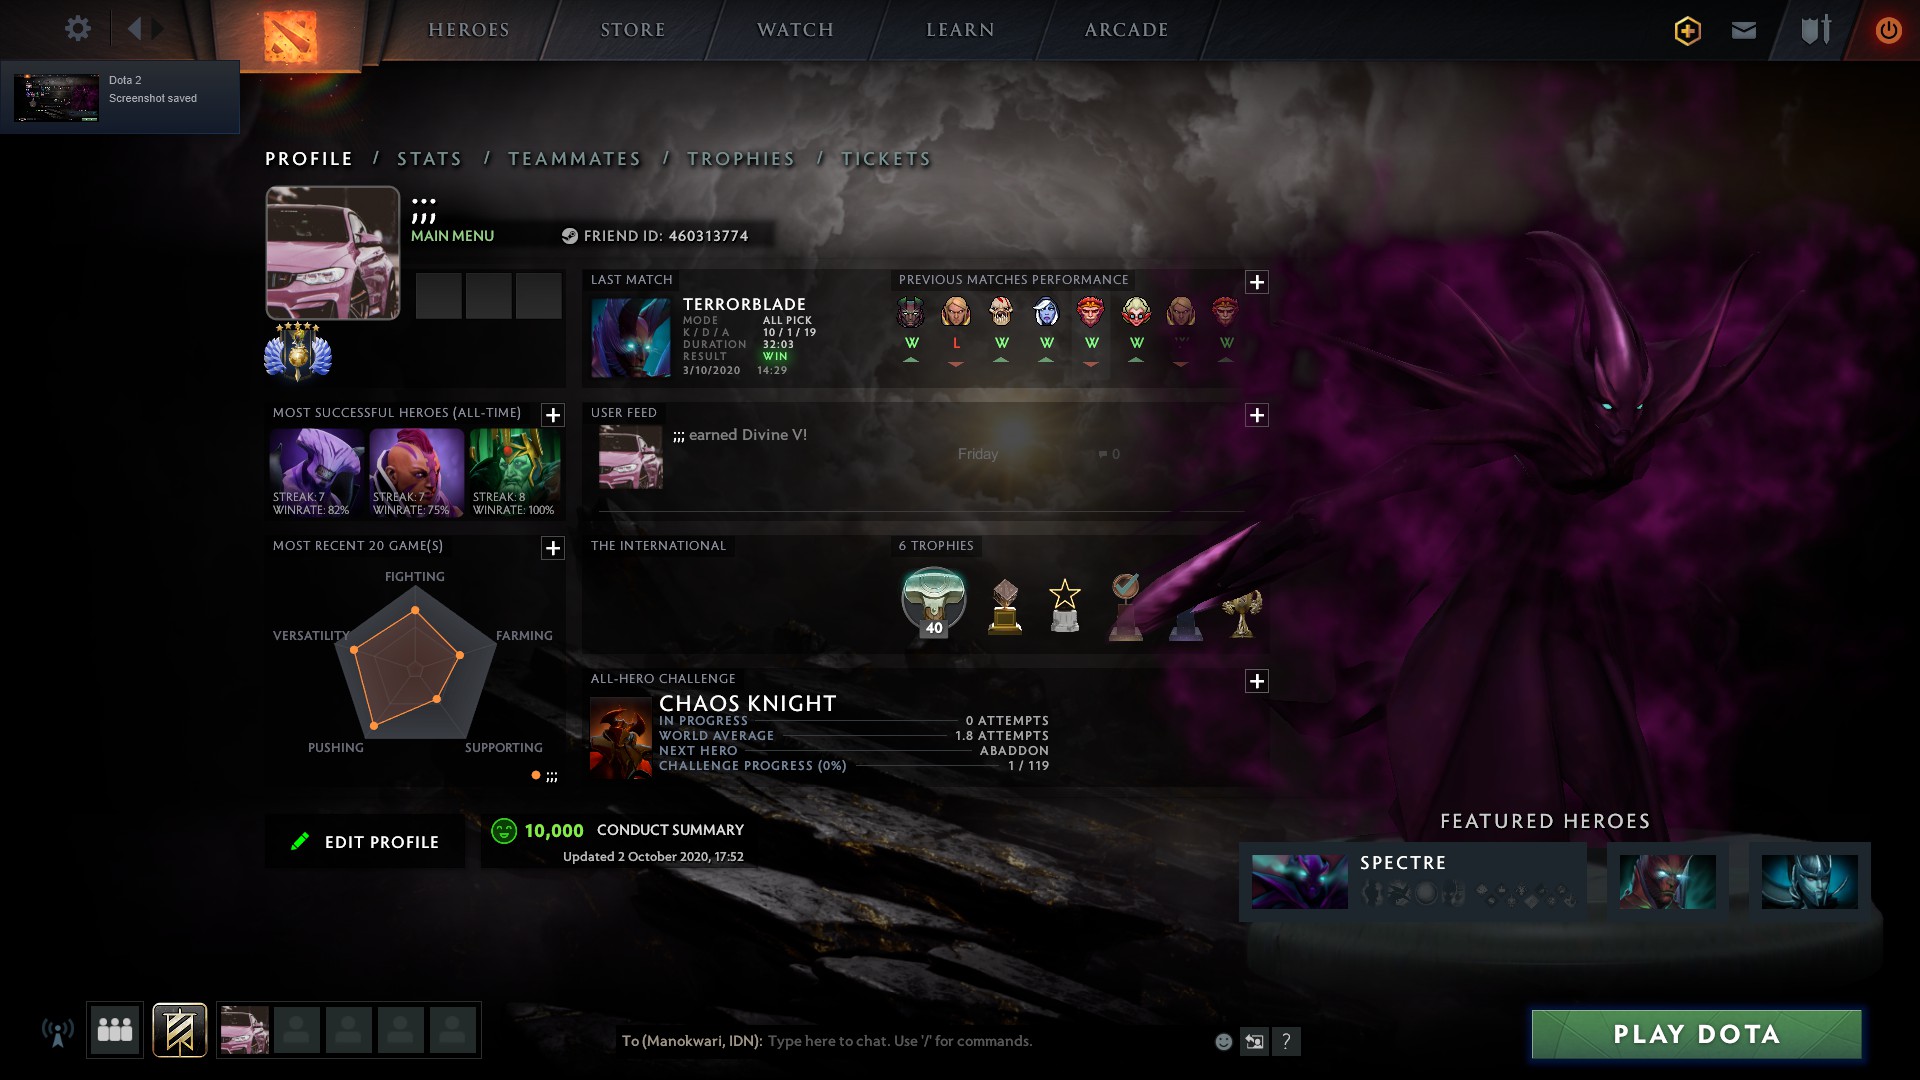 HEROES
STORE
WATCH
LEARN
ARCADE
Dota 2
Screenshot saved
PROFILE / STATS / TEAMMATES / TROPHIES / TICKETS
;;;
MAIN MENU
FRIEND ID: 460313774
LAST MATCH
TERRORBLADE
MODE ALL PICK
K / D / A 10 / 1 / 19
DURATION 32:03
RESULT WIN
3/10/2020 14:29
PREVIOUS MATCHES PERFORMANCE
W L W W W W W W
MOST SUCCESSFUL HEROES (ALL-TIME)
STREAK: 7
WINRATE: 82%
STREAK: 7
WINRATE: 75%
STREAK: 8
WINRATE: 100%
USER FEED
;;; earned Divine V!
Friday
0
MOST RECENT 20 GAME(S)
FIGHTING
VERSATILITY
FARMING
PUSHING
SUPPORTING
;;;
THE INTERNATIONAL
6 TROPHIES
40
ALL-HERO CHALLENGE
CHAOS KNIGHT
IN PROGRESS 0 ATTEMPTS
WORLD AVERAGE 1.8 ATTEMPTS
NEXT HERO ABADDON
CHALLENGE PROGRESS (0%) 1 / 119
EDIT PROFILE
10,000 CONDUCT SUMMARY
Updated 2 October 2020, 17:52
FEATURED HEROES
SPECTRE
To (Manokwari, IDN): Type here to chat. Use '/' for commands.
?
PLAY DOTA